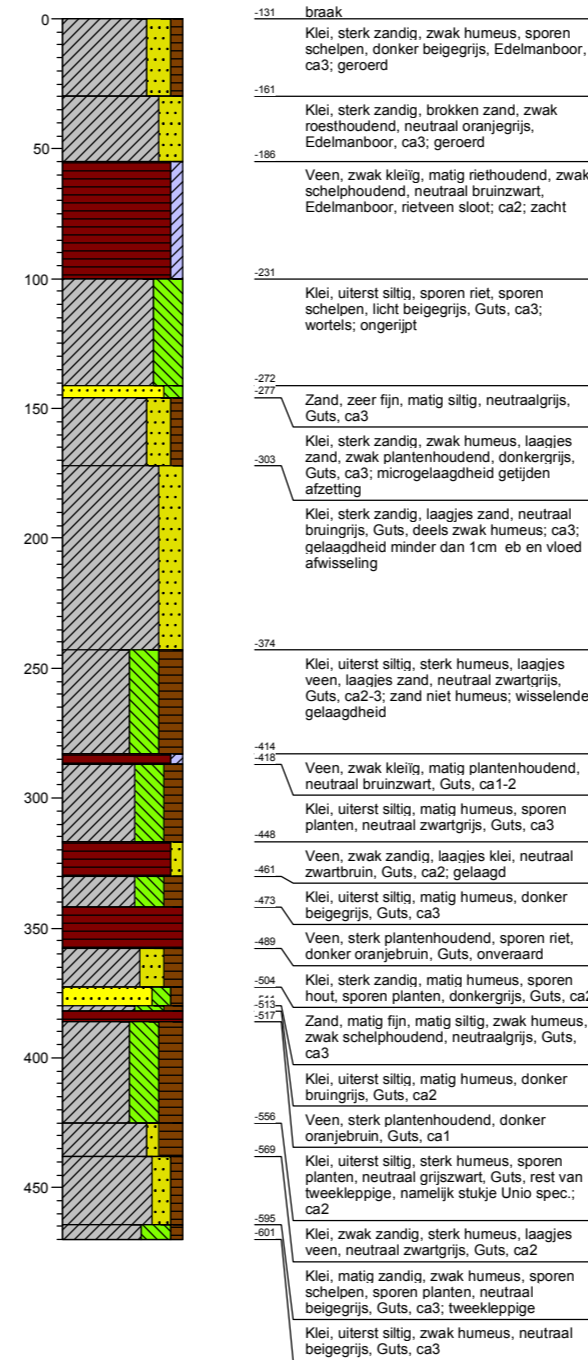 0
50
100
150
200
250
300
350
400
450
-131
braak
Klei, sterk zandig, zwak humeus, sporen
schelpen, donker beigegrijs, Edelmanboor,
ca3; geroerd
-161
Klei, sterk zandig, brokken zand, zwak
roesthoudend, neutraal oranjegrijs,
Edelmanboor, ca3; geroerd
-186
Veen, zwak kleiïg, matig riethoudend, zwak
schelphoudend, neutraal bruinzwart,
Edelmanboor, rietveen sloot; ca2; zacht
-231
Klei, uiterst siltig, sporen riet, sporen
schelpen, licht beigegrijs, Guts, ca3;
wortels; ongerijpt
-272
-277
Zand, zeer fijn, matig siltig, neutraalgrijs,
Guts, ca3
Klei, sterk zandig, zwak humeus, laagjes
zand, zwak plantenhoudend, donkergrijs,
Guts, ca3; microgelaagdheid getijden
afzetting
-303
Klei, sterk zandig, laagjes zand, neutraal
bruingrijs, Guts, deels zwak humeus; ca3;
gelaagdheid minder dan 1cm eb en vloed
afwisseling
-374
Klei, uiterst siltig, sterk humeus, laagjes
veen, laagjes zand, neutraal zwartgrijs,
Guts, ca2-3; zand niet humeus; wisselende
gelaagdheid
-414
-418
Veen, zwak kleiïg, matig plantenhoudend,
neutraal bruinzwart, Guts, ca1-2
Klei, uiterst siltig, matig humeus, sporen
planten, neutraal zwartgrijs, Guts, ca3
-448
Veen, zwak zandig, laagjes klei, neutraal
zwartbruin, Guts, ca2; gelaagd
-461
Klei, uiterst siltig, matig humeus, donker
beigegrijs, Guts, ca3
-473
Veen, sterk plantenhoudend, sporen riet,
donker oranjebruin, Guts, onveraard
-489
Klei, sterk zandig, matig humeus, sporen
hout, sporen planten, donkergrijs, Guts, ca2
-504
Zand, matig fijn, matig siltig, zwak humeus,
zwak schelphoudend, neutraalgrijs, Guts,
ca3
-513
-517
Klei, uiterst siltig, matig humeus, donker
bruingrijs, Guts, ca2
Veen, sterk plantenhoudend, donker
oranjebruin, Guts, ca1
-556
Klei, uiterst siltig, sterk humeus, sporen
planten, neutraal grijszwart, Guts, rest van
tweekleppige, namelijk stukje Unio spec.;
ca2
-569
Klei, zwak zandig, sterk humeus, laagjes
veen, neutraal zwartgrijs, Guts, ca2
-595
-601
Klei, matig zandig, zwak humeus, sporen
schelpen, sporen planten, neutraal
beigegrijs, Guts, ca3; tweekleppige
Klei, uiterst siltig, zwak humeus, neutraal
beigegrijs, Guts, ca3